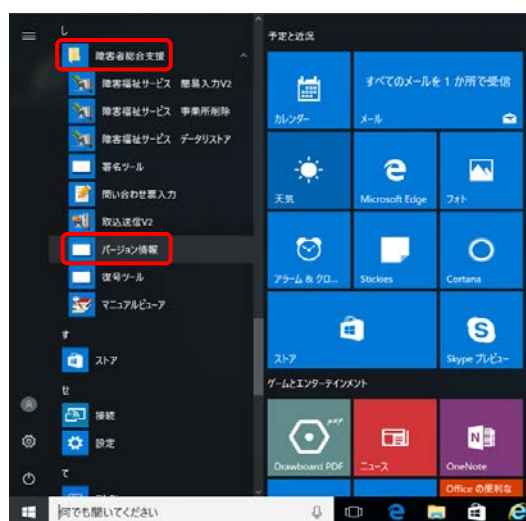 し
障害者総合支援
障害福祉サービス 簡易入力V2
障害福祉サービス 事業所削除
障害福祉サービス データリストア
署名ツール
問い合わせ票入力
取込送信V2
バージョン情報
復号ツール
マニュアルビューア
す
ストア
せ
接続
設定
て
何でも聞いてください
予定と近況
カレンダー
すべてのメールを 1 か所で受信
メール
天気
Microsoft Edge
フォト
アラーム & クロ...
Stickies
Cortana
ストア
Skype プレビュー
ゲームとエンターテインメント
Drawboard PDF
ニュース
OneNote
Office の便利な